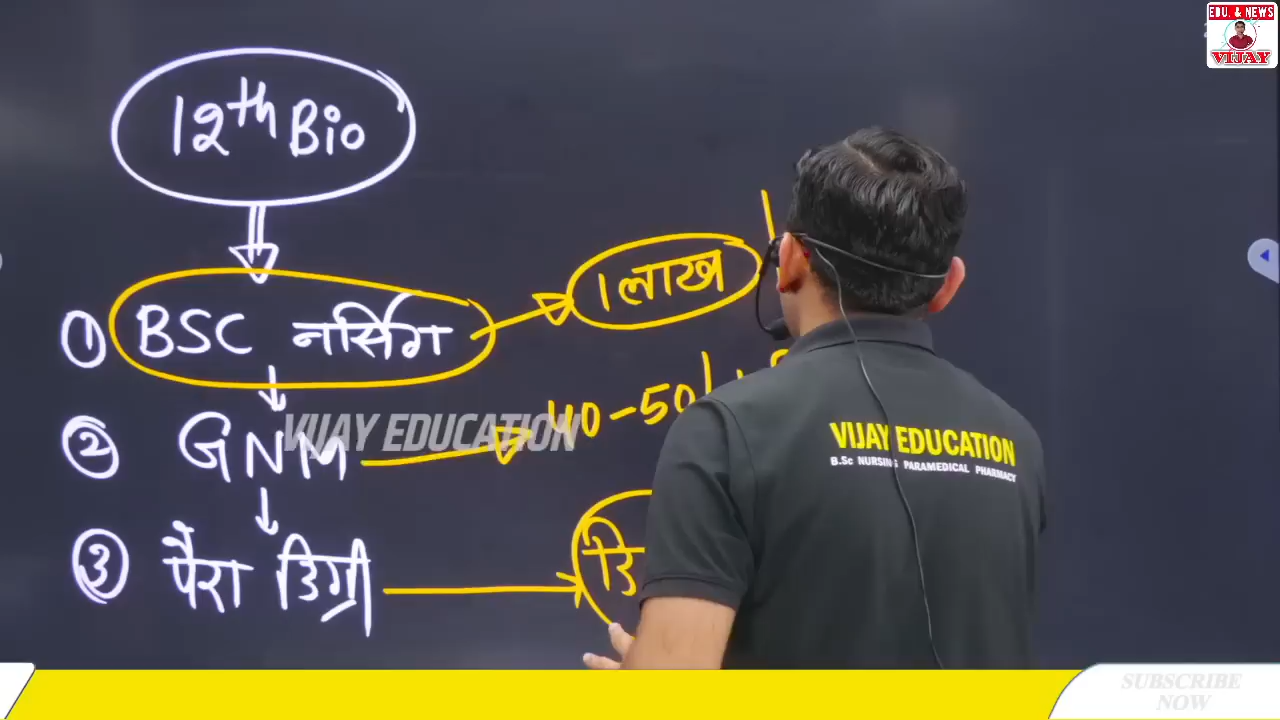 EDU. & NEWS
VIJAY
12th Bio
① BSC नर्सिंग
1 लाख
② GNM
40-50
③ पैरा डिग्री
डि
VIJAY EDUCATION
VIJAY EDUCATION
B.Sc NURSING PARAMEDICAL PHARMACY
SUBSCRIBE
NOW